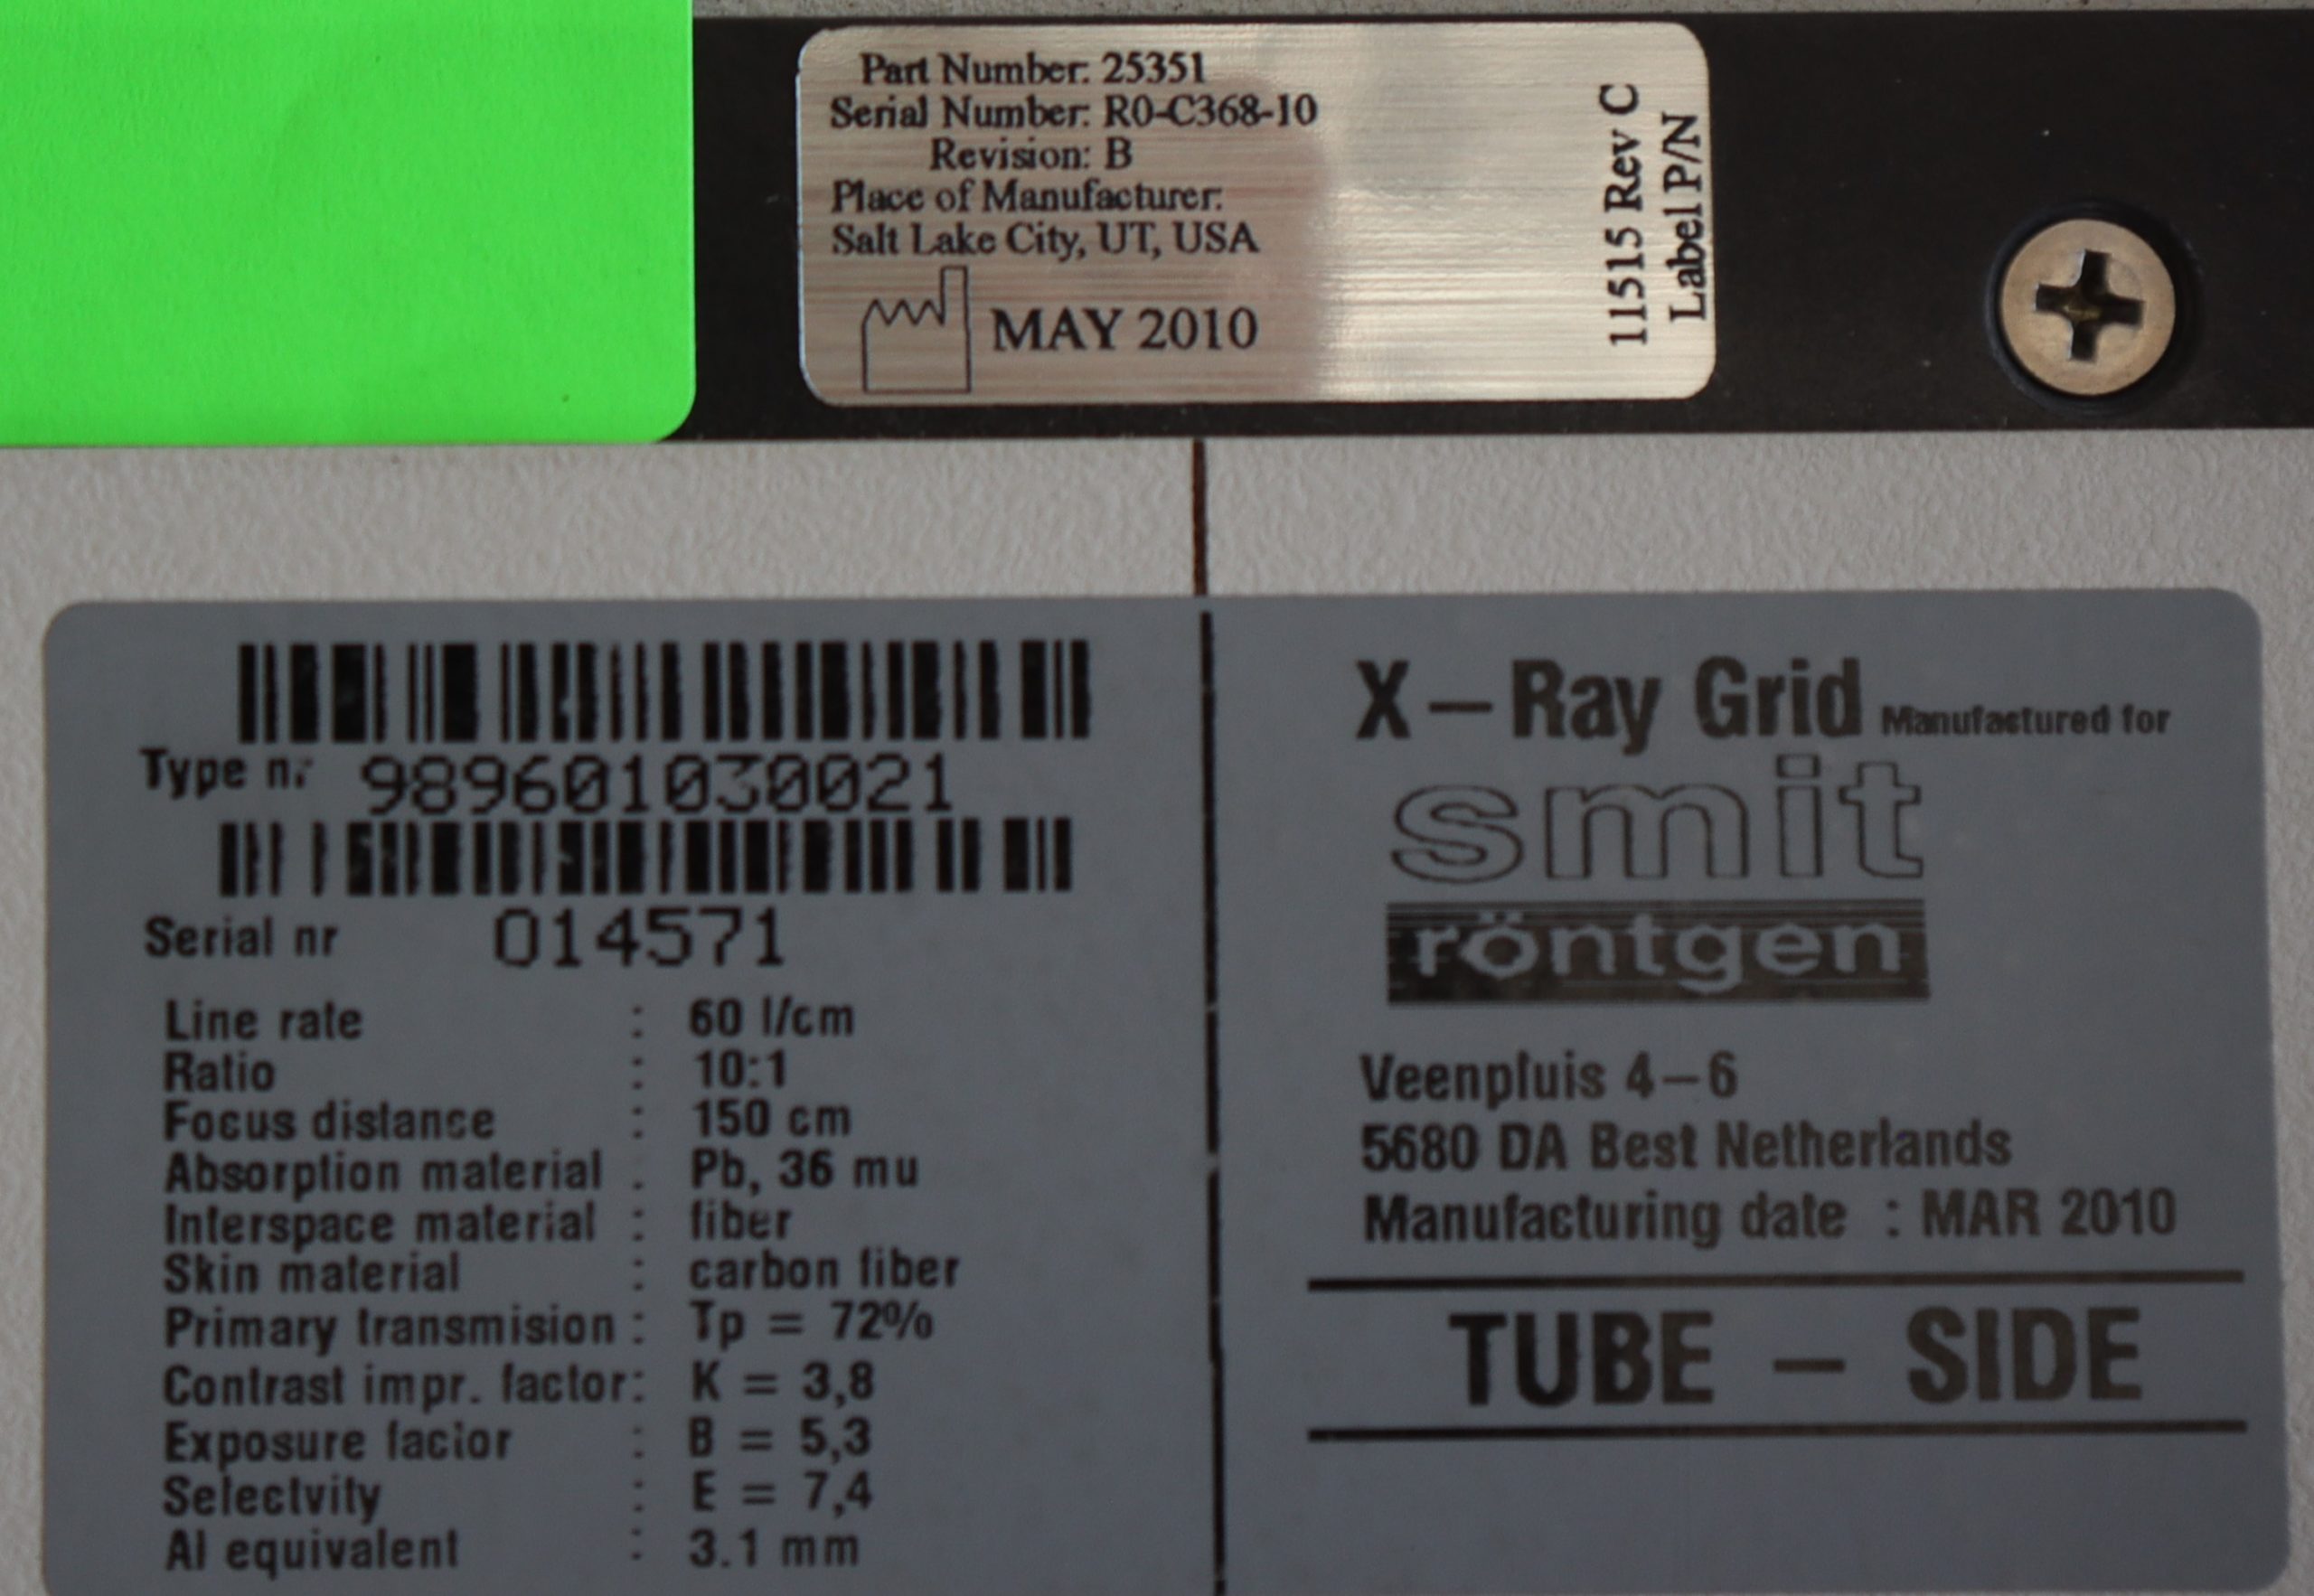 Part Number: 25351
Serial Number: R0-C368-10
Revision: B
Place of Manufacturer:
Salt Lake City, UT, USA
MAY 2010
11515 Rev C
Label P/N
Type nr 989601030021
Serial nr 014571
Line rate : 60 l/cm
Ratio : 10:1
Focus distance : 150 cm
Absorption material : Pb, 36 mu
Interspace material : fiber
Skin material : carbon fiber
Primary transmision : Tp = 72%
Contrast impr. factor: K = 3,8
Exposure factor : B = 5,3
Selectvity : E = 7,4
Al equivalent : 3.1 mm
X-Ray Grid Manufactured for
smit
röntgen
Veenpluis 4-6
5680 DA Best Netherlands
Manufacturing date : MAR 2010
TUBE - SIDE